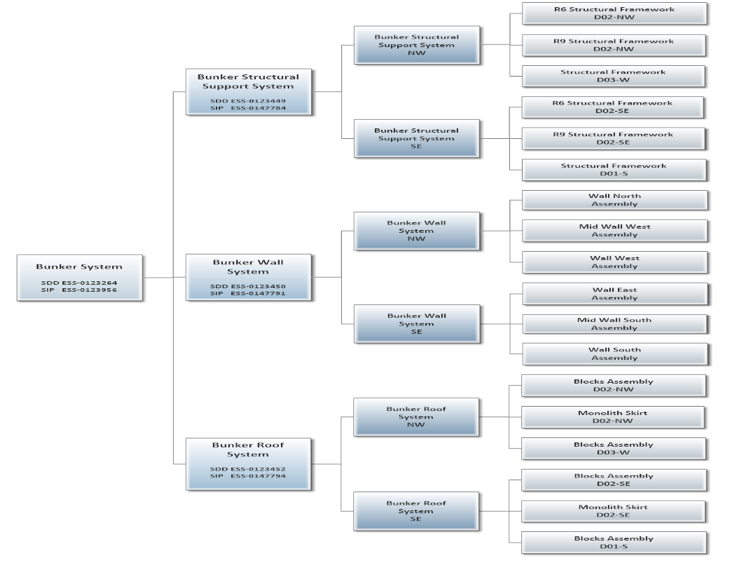 Bunker System
SDD ESS-0123264
SIP ESS-0123956
Bunker Structural
Support System
SDD ESS-0123449
SIP ESS-0147784
Bunker Wall
System
SDD ESS-0123450
SIP ESS-0147791
Bunker Roof
System
SDD ESS-0123452
SIP ESS-0147794
Bunker Structural
Support System
NW
Bunker Structural
Support System
SE
Bunker Wall
System
NW
Bunker Wall
System
SE
Bunker Roof
System
NW
Bunker Roof
System
SE
R6 Structural Framework
D02-NW
R9 Structural Framework
D02-NW
Structural Framework
D03-W
R6 Structural Framework
D02-SE
R9 Structural Framework
D02-SE
Structural Framework
D01-S
Wall North
Assembly
Mid Wall West
Assembly
Wall West
Assembly
Wall East
Assembly
Mid Wall South
Assembly
Wall South
Assembly
Blocks Assembly
D02-NW
Monolith Skirt
D02-NW
Blocks Assembly
D03-W
Blocks Assembly
D02-SE
Monolith Skirt
D02-SE
Blocks Assembly
D01-S